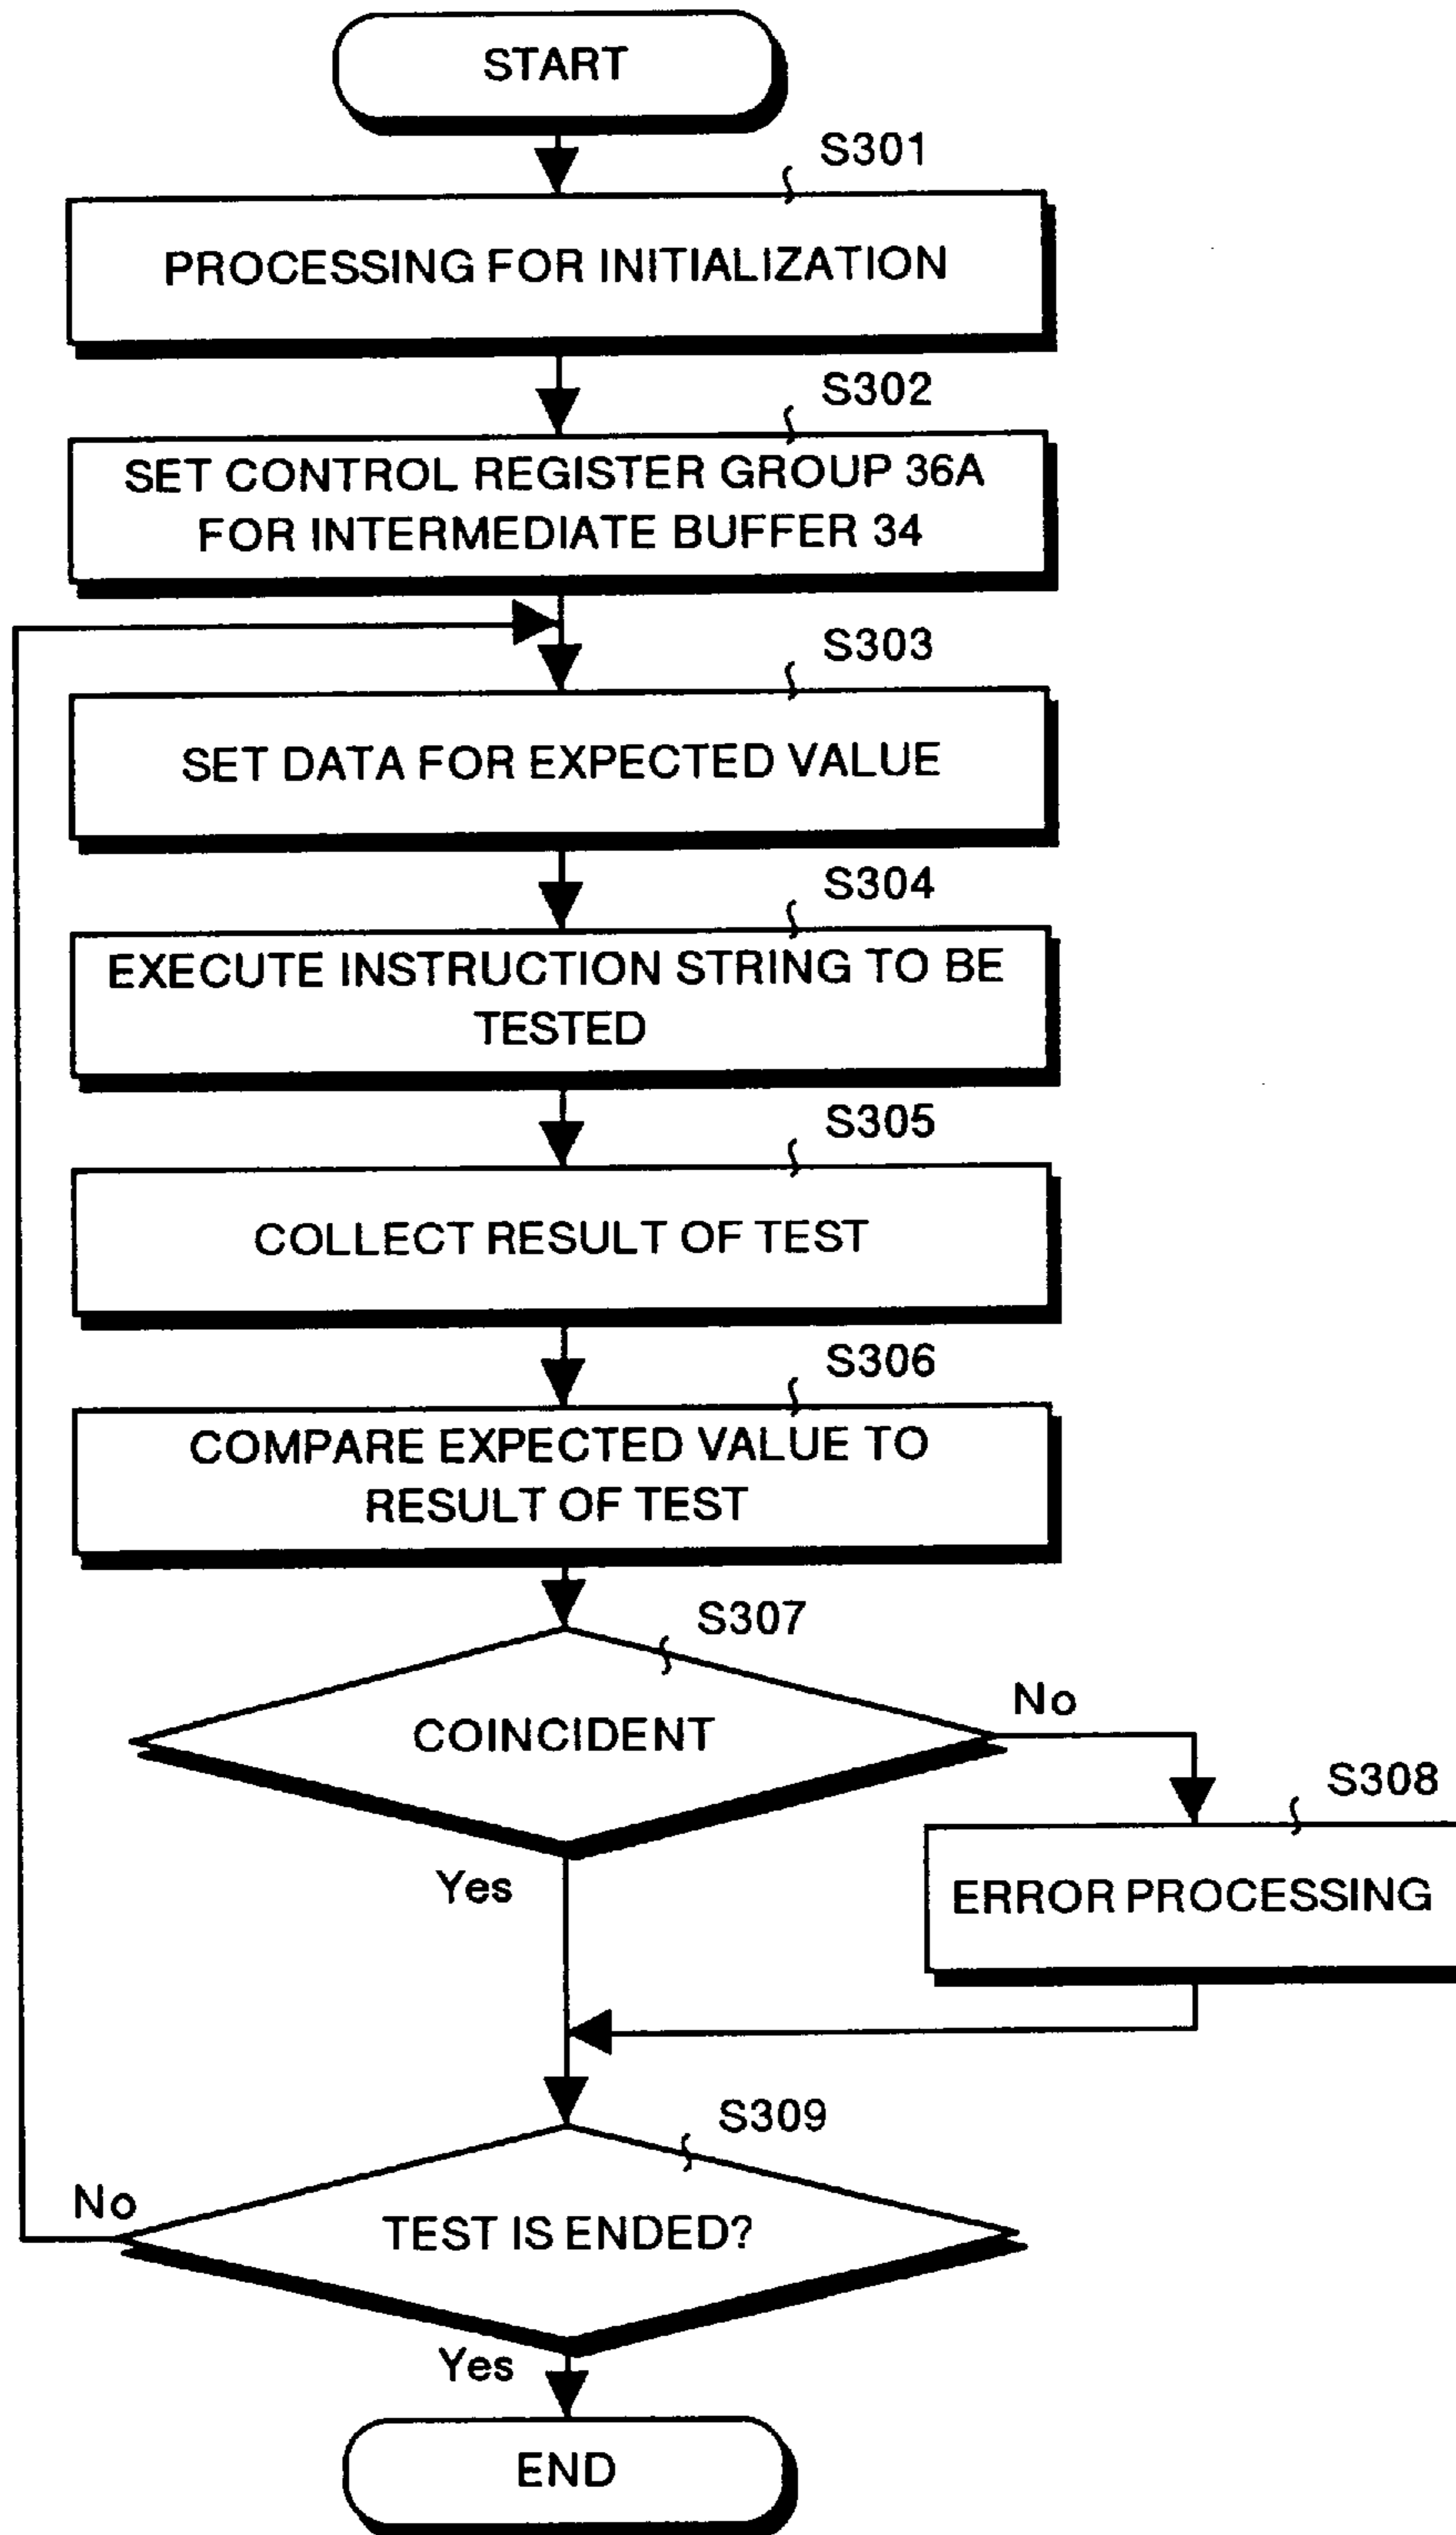 START
S301
PROCESSING FOR INITIALIZATION
S302
SET CONTROL REGISTER GROUP 36A
FOR INTERMEDIATE BUFFER 34
S303
SET DATA FOR EXPECTED VALUE
S304
EXECUTE INSTRUCTION STRING TO BE
TESTED
S305
COLLECT RESULT OF TEST
S306
COMPARE EXPECTED VALUE TO
RESULT OF TEST
S307
COINCIDENT
No
S308
ERROR PROCESSING
Yes
S309
No
TEST IS ENDED?
Yes
END